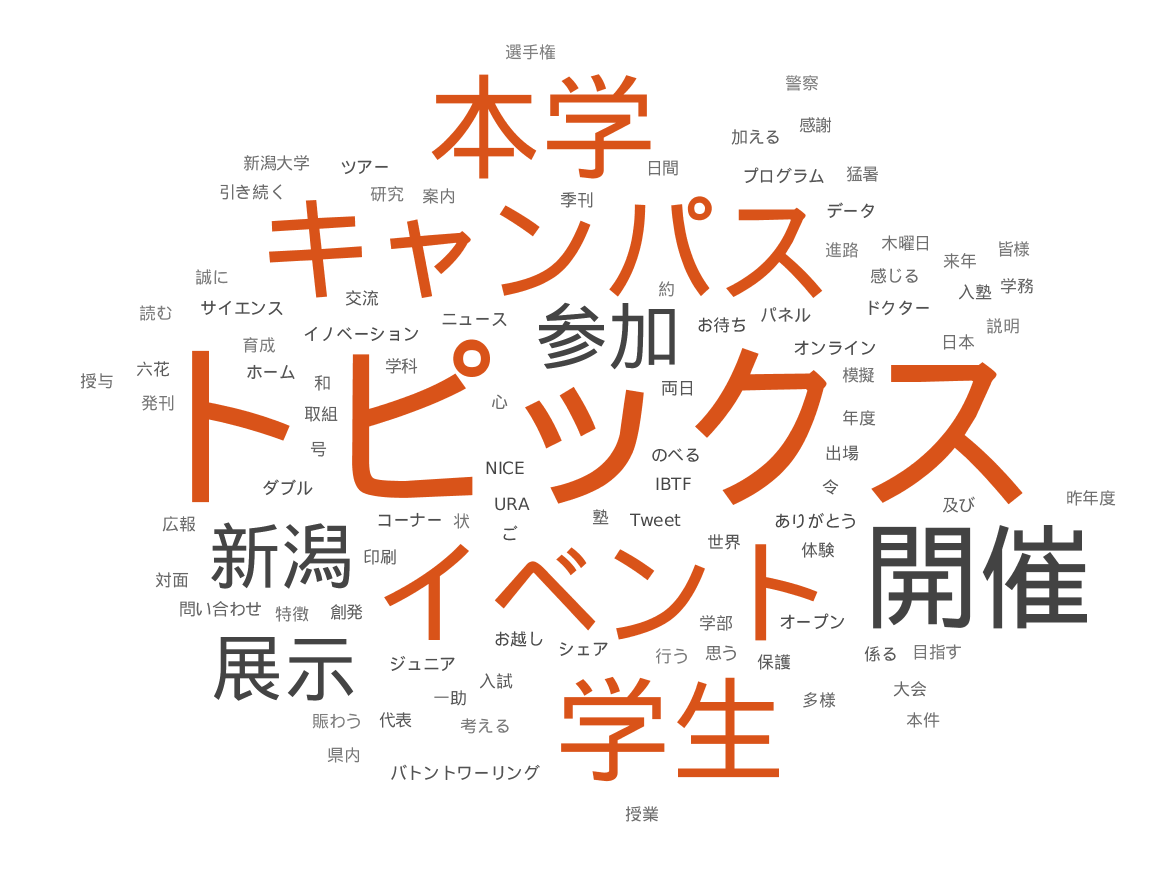 選手権
警察
本学
感謝
加える
新潟大学
ツアー
日間
プログラム
猛暑
引き続く
研究
案内
季刊
キャンパス
データ
進路
木曜日
皆様
来年
誠に
感じる
学務
入塾
約
交流
サイエンス
ドクター
読む
ニュース
参加
お待ち
パネル
説明
イノベーション
育成
オンライン
日本
学科
六花
ホーム
授与
和
トピックス
両日
模擬
発刊
心
取組
年度
号
のべる
出場
NICE
ダブル
IBTF
令
昨年度
URA
及び
広報
新潟
コーナー
状
塾
Tweet
ありがとう
開催
ご
世界
印刷
体験
対面
イベント
問い合わせ
特徴
創発
学部
オープン
展示
お越し
シェア
行う
思う
保護
係る
目指す
ジュニア
入試
大会
一助
多様
賑わう
代表
考える
学生
本件
県内
バトントワーリング
授業